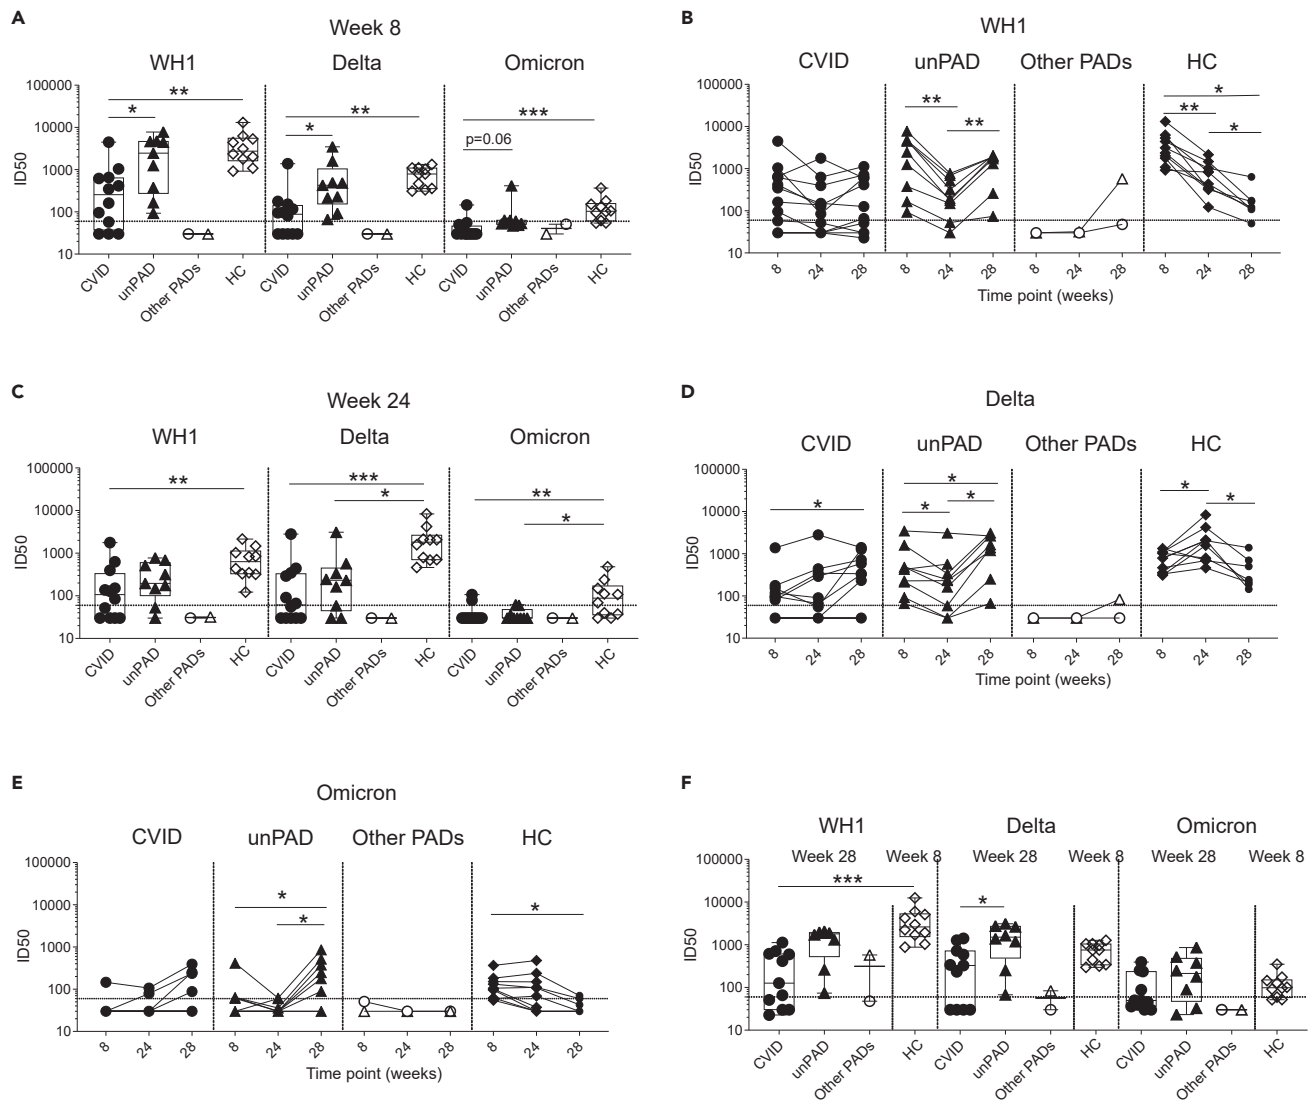 A
Week 8
WH1
Delta
Omicron
ID50
100000
10000
1000
100
10
**
*
**
*
***
p=0.06
CVID
unPAD
Other PADs
HC
CVID
unPAD
Other PADs
HC
CVID
unPAD
Other PADs
HC
B
WH1
CVID
unPAD
Other PADs
HC
ID50
100000
10000
1000
100
10
**
**
*
**
*
8
24
28
8
24
28
8
24
28
8
24
28
Time point (weeks)
C
Week 24
WH1
Delta
Omicron
ID50
100000
10000
1000
100
10
**
***
*
**
*
CVID
unPAD
Other PADs
HC
CVID
unPAD
Other PADs
HC
CVID
unPAD
Other PADs
HC
D
Delta
CVID
unPAD
Other PADs
HC
ID50
100000
10000
1000
100
10
*
*
*
*
*
*
8
24
28
8
24
28
8
24
28
8
24
28
Time point (weeks)
E
Omicron
CVID
unPAD
Other PADs
HC
ID50
100000
10000
1000
100
10
*
*
*
8
24
28
8
24
28
8
24
28
8
24
28
Time point (weeks)
F
WH1
Delta
Omicron
Week 28
Week 8
Week 28
Week 8
Week 28
Week 8
ID50
100000
10000
1000
100
10
***
*
CVID
unPAD
Other PADs
HC
CVID
unPAD
Other PADs
HC
CVID
unPAD
Other PADs
HC